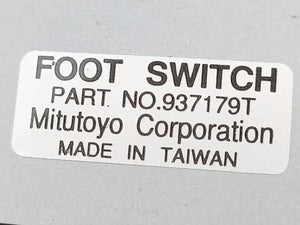 FOOT SWITCH
PART NO.937179T
Mitutoyo Corporation
MADE IN TAIWAN